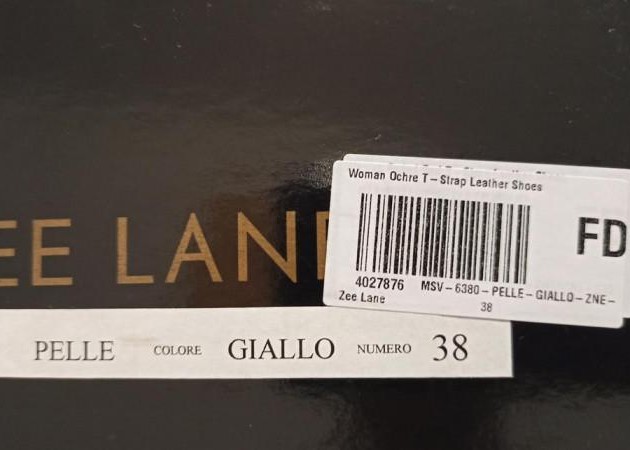 Woman Ochre T-Strap Leather Shoes
FD
4027876 MSV-6380-PELLE-GIALLO-ZNE-
38
Zee Lane
EE LANE
PELLE COLORE GIALLO NUMERO 38